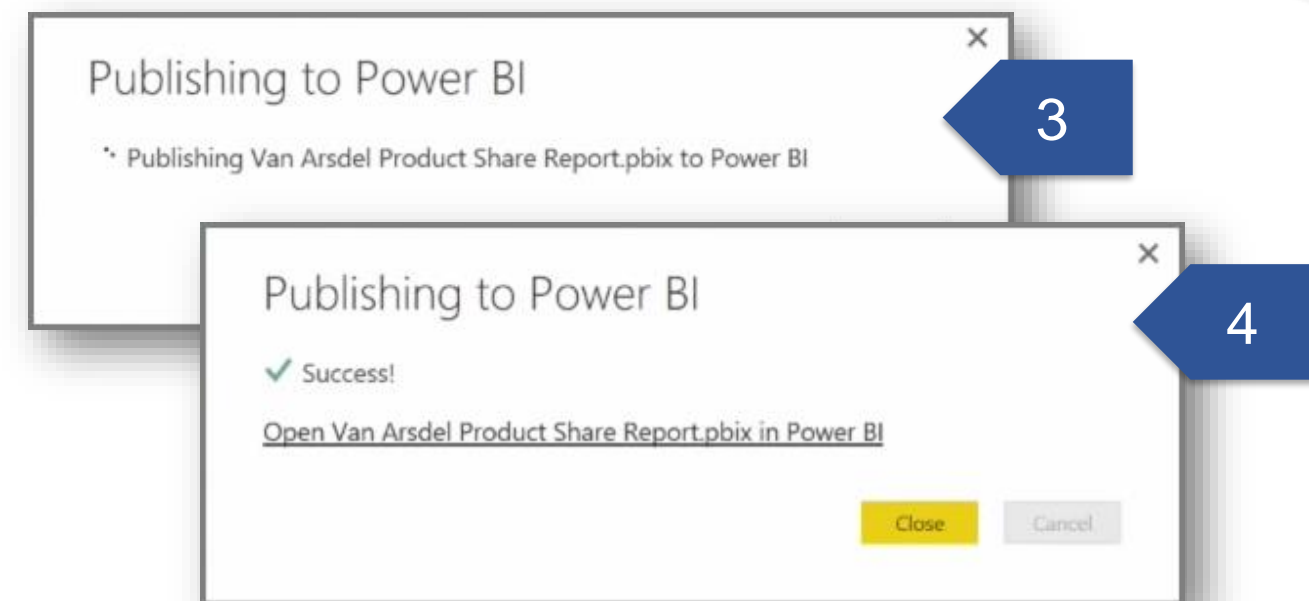 Publishing to Power BI
3
Publishing Van Arsdel Product Share Report.pbix to Power BI
Publishing to Power BI
4
Success!
Open Van Arsdel Product Share Report.pbix in Power BI
Close Cancel